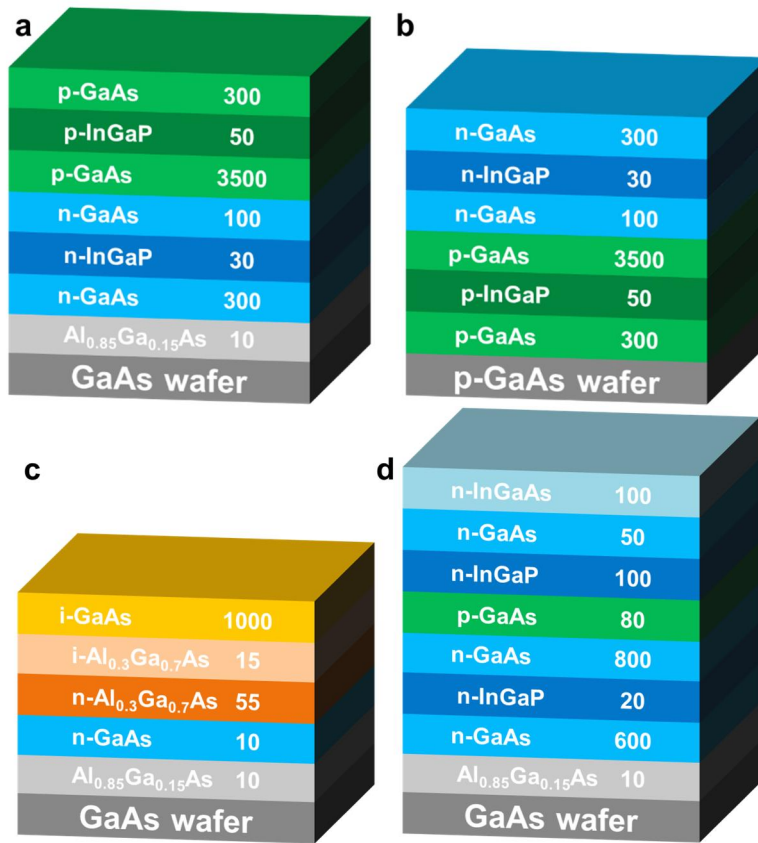 a
p-GaAs 300
p-InGaP 50
p-GaAs 3500
n-GaAs 100
n-InGaP 30
n-GaAs 300
Al₀.₈₅Ga₀.₁₅As 10
GaAs wafer
b
n-GaAs 300
n-InGaP 30
n-GaAs 100
p-GaAs 3500
p-InGaP 50
p-GaAs 300
p-GaAs wafer
c
i-GaAs 1000
i-Al₀.₃Ga₀.₇As 15
n-Al₀.₃Ga₀.₇As 55
n-GaAs 10
Al₀.₈₅Ga₀.₁₅As 10
GaAs wafer
d
n-InGaAs 100
n-GaAs 50
n-InGaP 100
p-GaAs 80
n-GaAs 800
n-InGaP 20
n-GaAs 600
Al₀.₈₅Ga₀.₁₅As 10
GaAs wafer